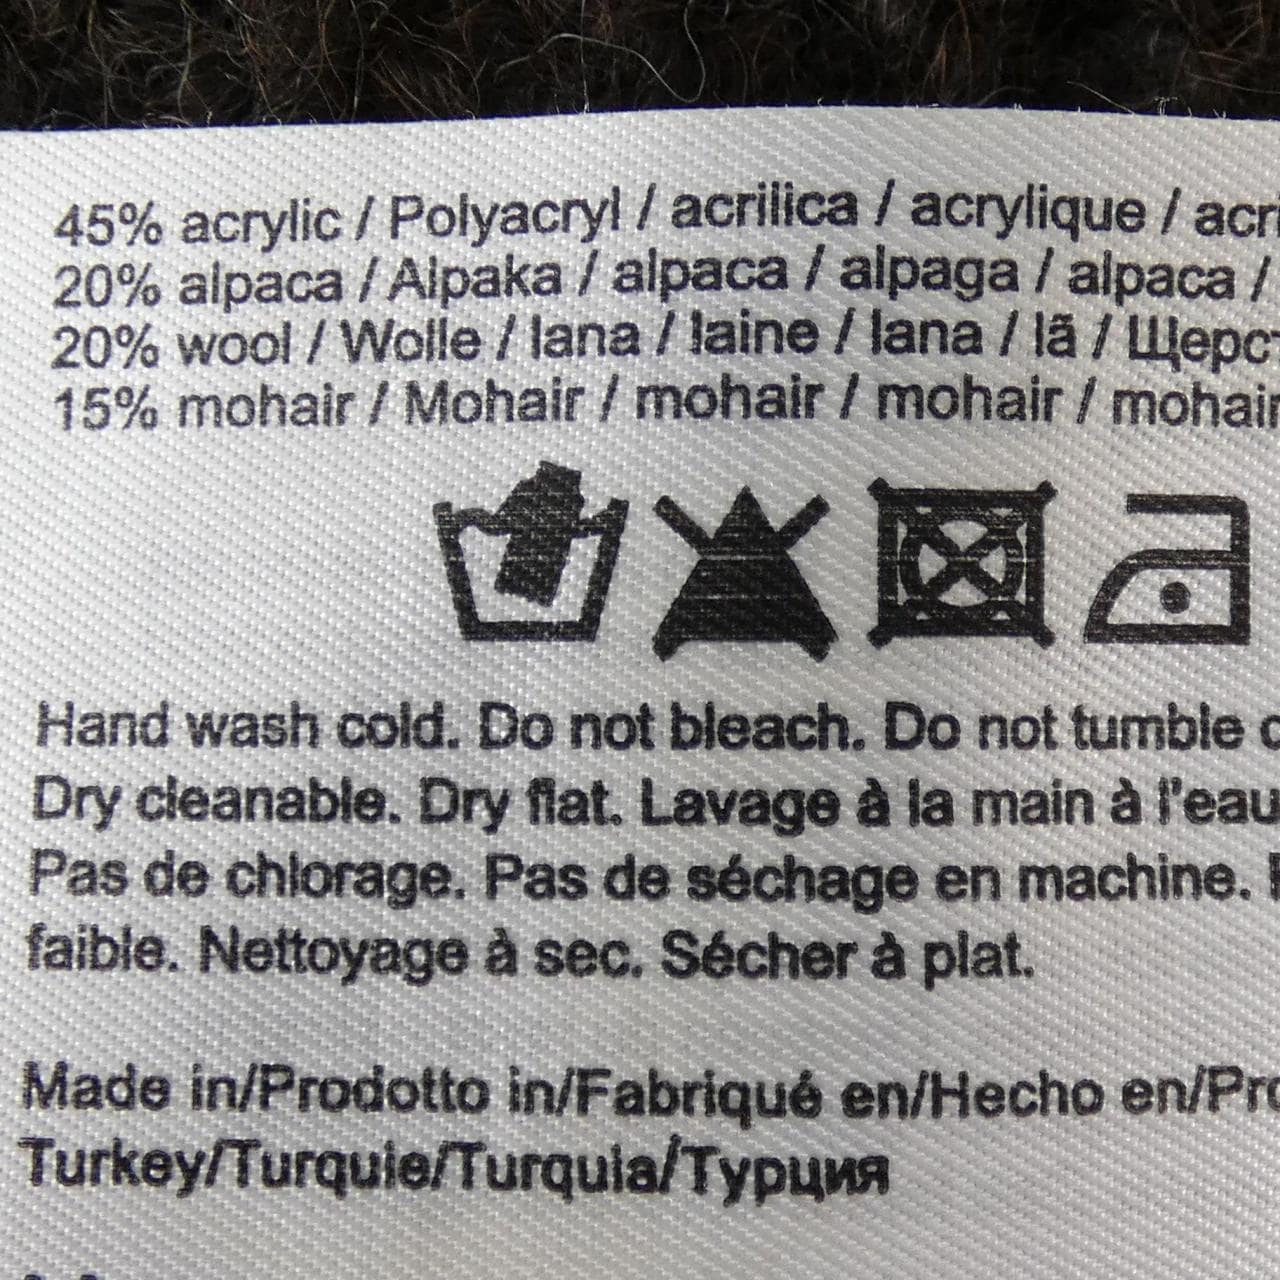 45% acrylic / Polyacryl / acrilica / acrylique / acr
20% alpaca / Alpaka / alpaca / alpaga / alpaca /
20% wool / Wolle / lana / laine / lana / lã / Щерст
15% mohair / Mohair / mohair / mohair / mohair
Hand wash cold. Do not bleach. Do not tumble
Dry cleanable. Dry flat. Lavage à la main à l'eau
Pas de chlorage. Pas de séchage en machine.
faible. Nettoyage à sec. Sécher à plat.
Made in/Prodotto in/Fabriqué en/Hecho en/Pro
Turkey/Turquie/Turquia/Турция